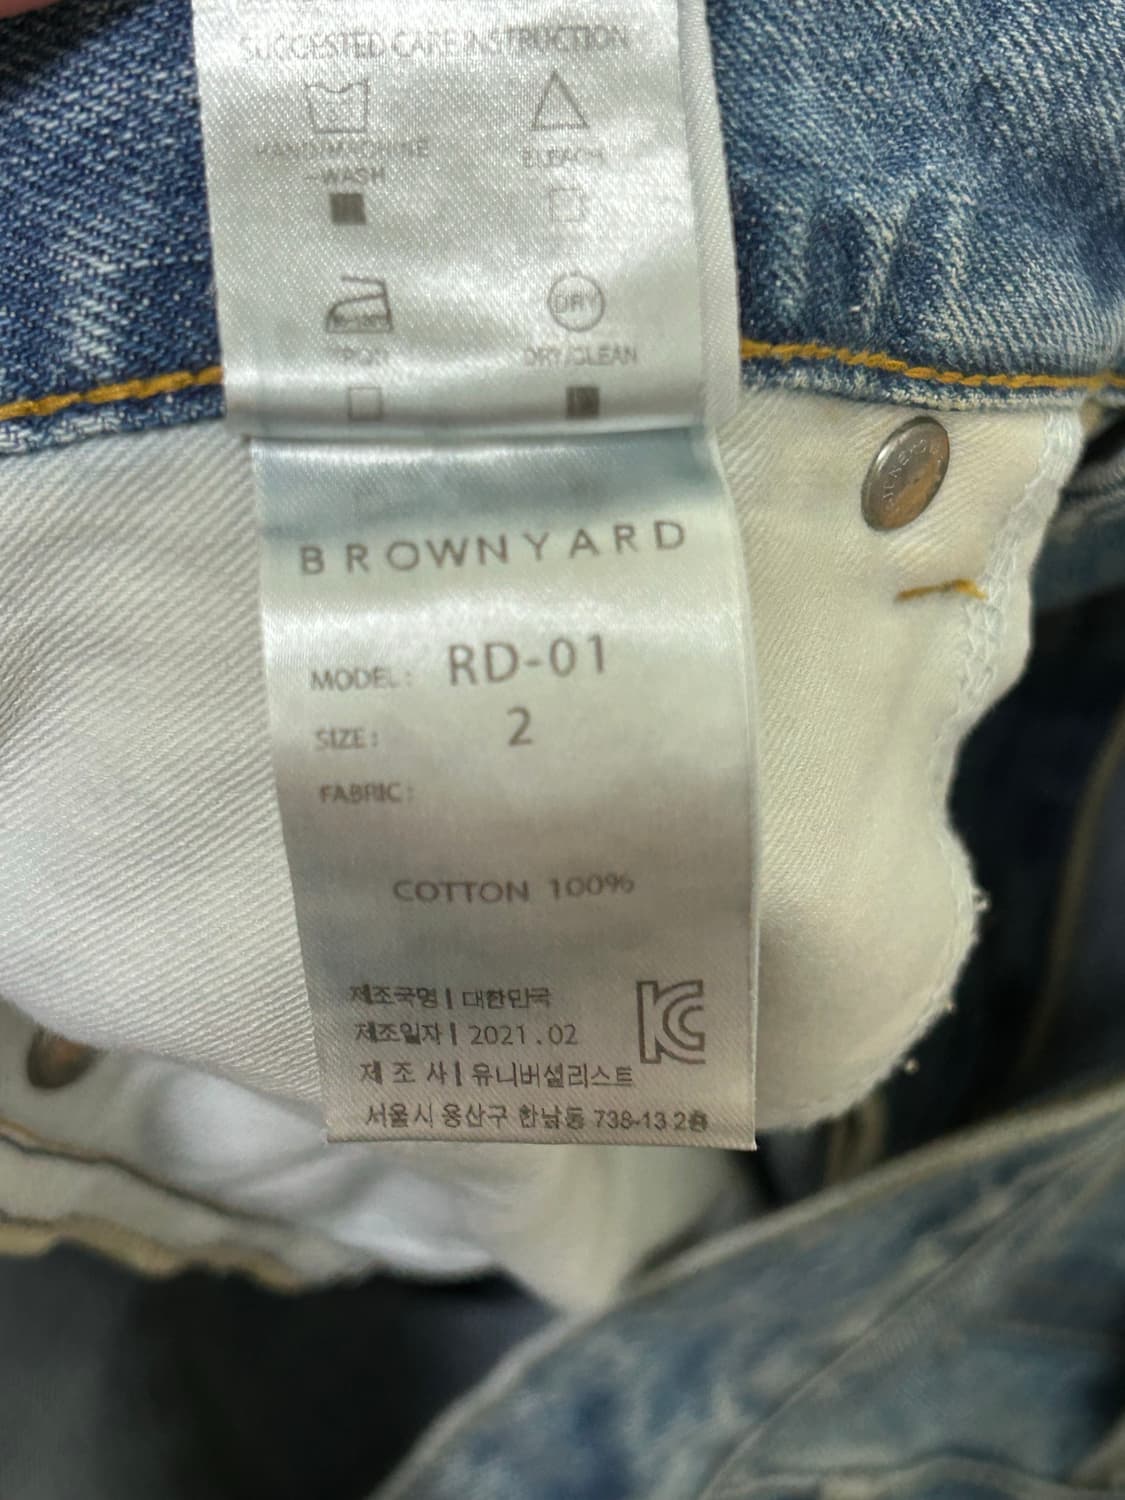 SUGGESTED CARE INSTRUCTION
HAND/MACHINE
~WASH
BLEACH
IRON
DRY
DRY/CLEAN
BROWNYARD
MODEL: RD-01
SIZE: 2
FABRIC:
COTTON 100%
제조국명 | 대한민국
제조일자 | 2021.02
제 조 사 | 유니버셜리스트
서울시 용산구 한남동 738-13 2층
KC